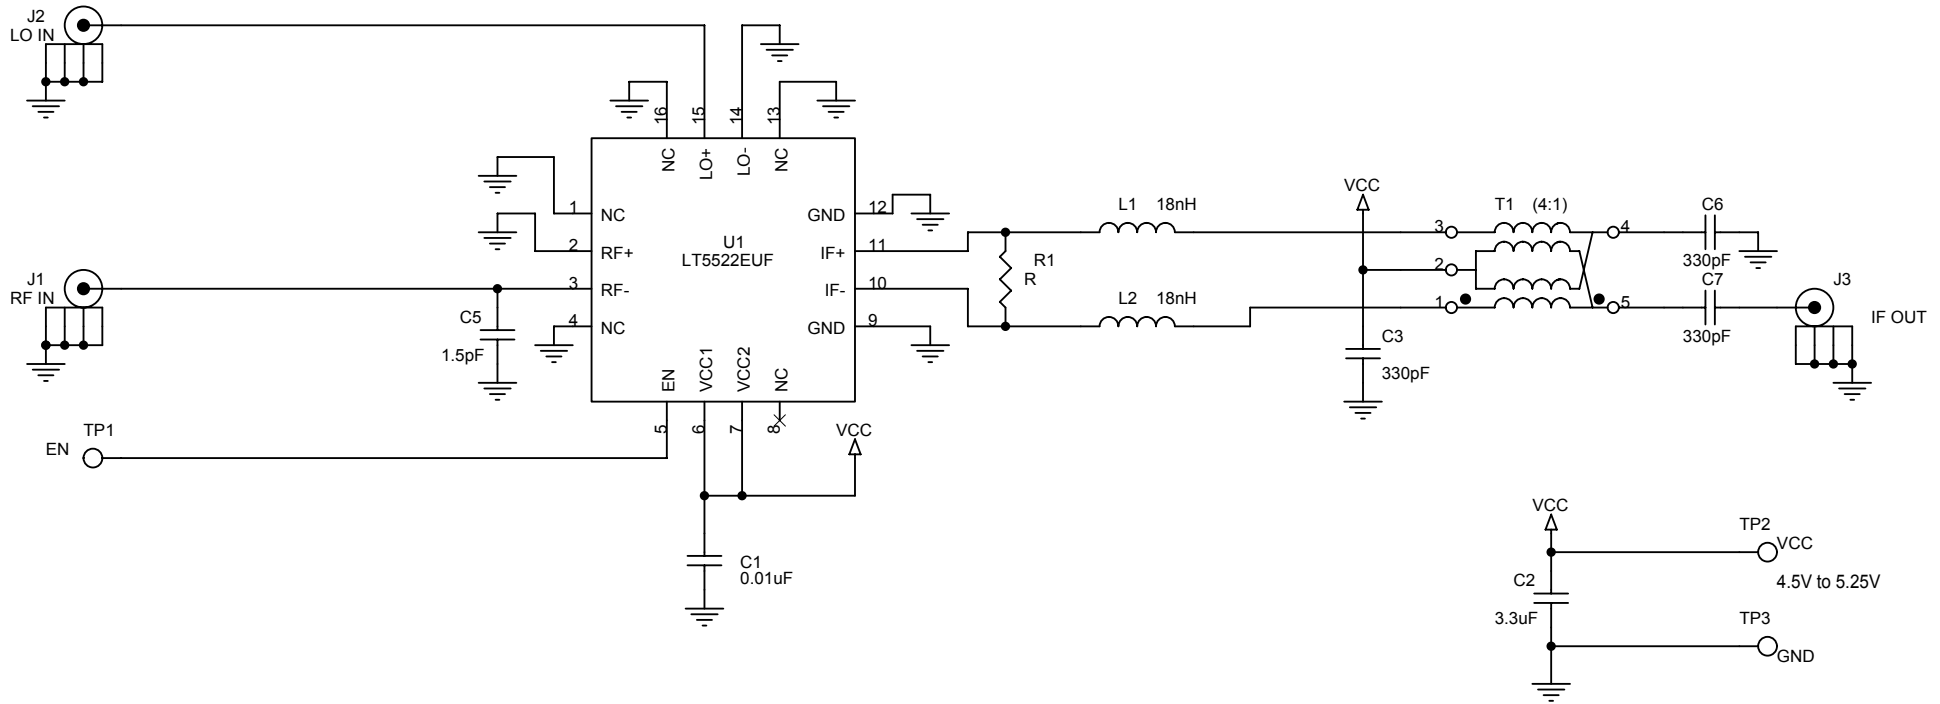 J2
LO IN
16
15
14
13
NC
LO+
LO-
NC
1
NC
2
RF+
3
RF-
4
NC
U1
LT5522EUF
GND
12
IF+
11
IF-
10
GND
9
EN
VCC1
VCC2
NC
5
6
7
8
J1
RF IN
C5
1.5pF
TP1
EN
VCC
C1
0.01uF
R1
R
L1 18nH
L2 18nH
VCC
C3
330pF
T1 (4:1)
3
2
1
4
5
C6
330pF
C7
330pF
J3
IF OUT
VCC
TP2
VCC
4.5V to 5.25V
C2
3.3uF
TP3
GND